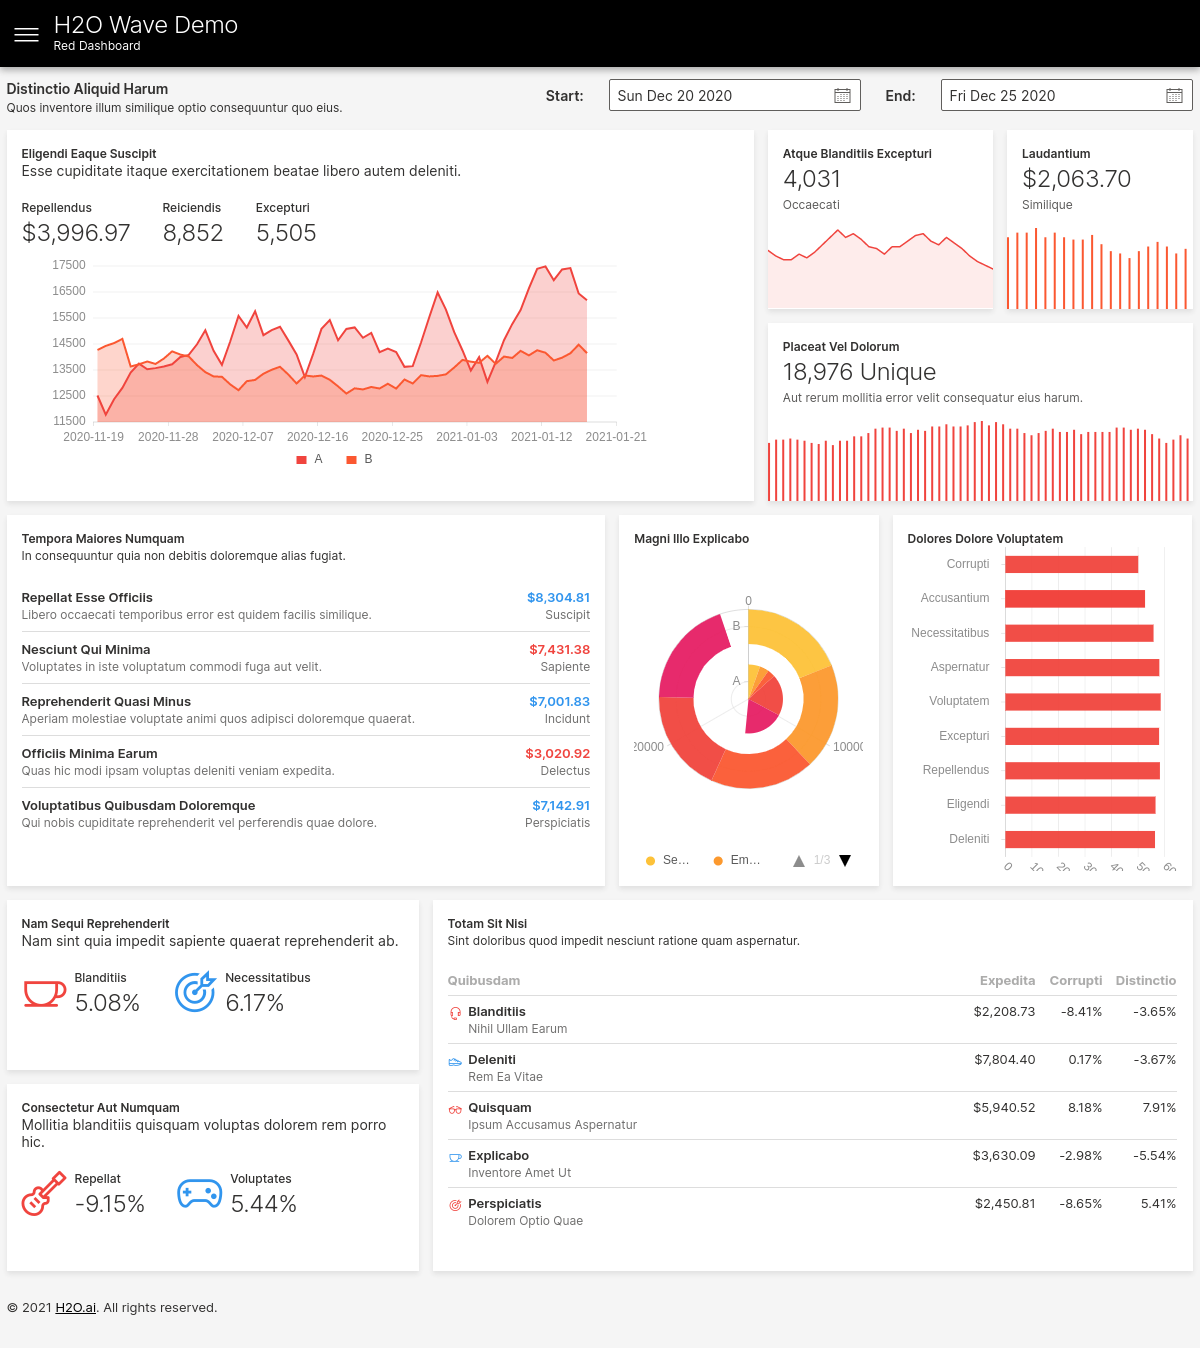 H2O Wave Demo
Red Dashboard
Distinctio Aliquid Harum
Quos inventore illum similique optio consequuntur quo eius.
Start: Sun Dec 20 2020 End: Fri Dec 25 2020
Eligendi Eaque Suscipit
Esse cupiditate itaque exercitationem beatae libero autem deleniti.
Repellendus Reiciendis Excepturi
$3,996.97 8,852 5,505
17500
16500
15500
14500
13500
12500
11500
2020-11-19 2020-11-28 2020-12-07 2020-12-16 2020-12-25 2021-01-03 2021-01-12 2021-01-21
A B
Atque Blanditiis Excepturi
4,031
Occaecati
Laudantium
$2,063.70
Similique
Placeat Vel Dolorum
18,976 Unique
Aut rerum mollitia error velit consequatur eius harum.
Tempora Maiores Numquam
In consequuntur quia non debitis doloremque alias fugiat.
Repellat Esse Officiis $8,304.81
Libero occaecati temporibus error est quidem facilis similique. Suscipit
Nesciunt Qui Minima $7,431.38
Voluptates in iste voluptatum commodi fuga aut velit. Sapiente
Reprehenderit Quasi Minus $7,001.83
Aperiam molestiae voluptate animi quos adipisci doloremque quaerat. Incidunt
Officiis Minima Earum $3,020.92
Quas hic modi ipsam voluptas deleniti veniam expedita. Delectus
Voluptatibus Quibusdam Doloremque $7,142.91
Qui nobis cupiditate reprehenderit vel perferendis quae dolore. Perspiciatis
Magni Illo Explicabo
0
B
A
20000 10000
Se... Em... 1/3
Dolores Dolore Voluptatem
Corrupti
Accusantium
Necessitatibus
Aspernatur
Voluptatem
Excepturi
Repellendus
Eligendi
Deleniti
0 10 20 30 40 50 60
Nam Sequi Reprehenderit
Nam sint quia impedit sapiente quaerat reprehenderit ab.
Blanditiis Necessitatibus
5.08% 6.17%
Consectetur Aut Numquam
Mollitia blanditiis quisquam voluptas dolorem rem porro
hic.
Repellat Voluptates
-9.15% 5.44%
Totam Sit Nisi
Sint doloribus quod impedit nesciunt ratione quam aspernatur.
Quibusdam Expedita Corrupti Distinctio
Blanditiis $2,208.73 -8.41% -3.65%
Nihil Ullam Earum
Deleniti $7,804.40 0.17% -3.67%
Rem Ea Vitae
Quisquam $5,940.52 8.18% 7.91%
Ipsum Accusamus Aspernatur
Explicabo $3,630.09 -2.98% -5.54%
Inventore Amet Ut
Perspiciatis $2,450.81 -8.65% 5.41%
Dolorem Optio Quae
© 2021 H2O.ai. All rights reserved.